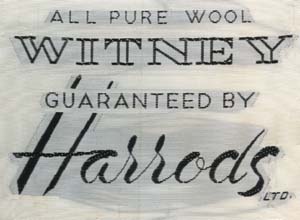 ALL PURE WOOL
WITNEY
GUARANTEED BY
Harrods
LTD.